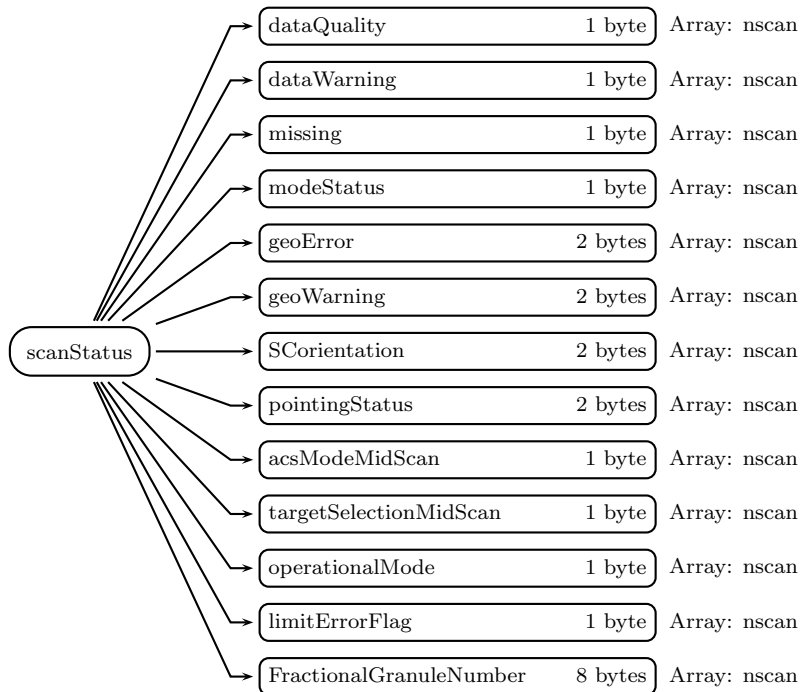 dataQuality 1 byte Array: nscan
dataWarning 1 byte Array: nscan
missing 1 byte Array: nscan
modeStatus 1 byte Array: nscan
geoError 2 bytes Array: nscan
geoWarning 2 bytes Array: nscan
scanStatus
SCorientation 2 bytes Array: nscan
pointingStatus 2 bytes Array: nscan
acsModeMidScan 1 byte Array: nscan
targetSelectionMidScan 1 byte Array: nscan
operationalMode 1 byte Array: nscan
limitErrorFlag 1 byte Array: nscan
FractionalGranuleNumber 8 bytes Array: nscan